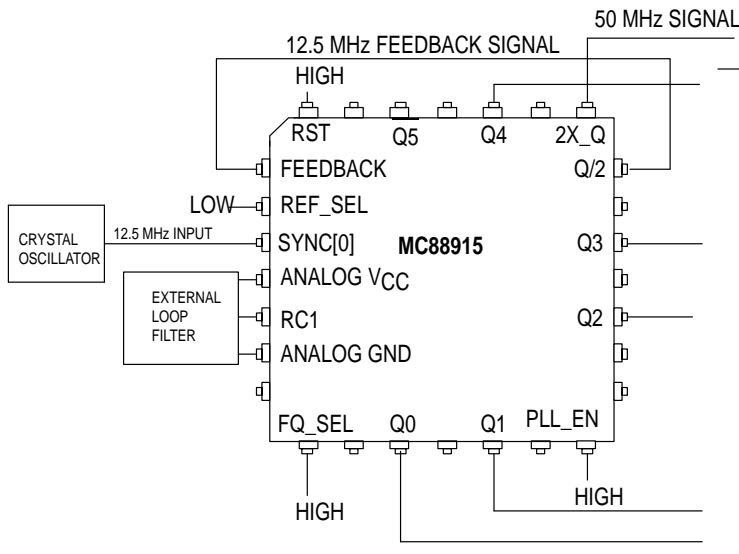 50 MHz SIGNAL
12.5 MHz FEEDBACK SIGNAL
HIGH
RST
Q5
Q4
2X_Q
FEEDBACK
Q/2
LOW
REF_SEL
CRYSTAL
OSCILLATOR
12.5 MHz INPUT
SYNC[0]
MC88915
Q3
ANALOG VCC
EXTERNAL
LOOP
FILTER
RC1
Q2
ANALOG GND
FQ_SEL
Q0
Q1
PLL_EN
HIGH
HIGH